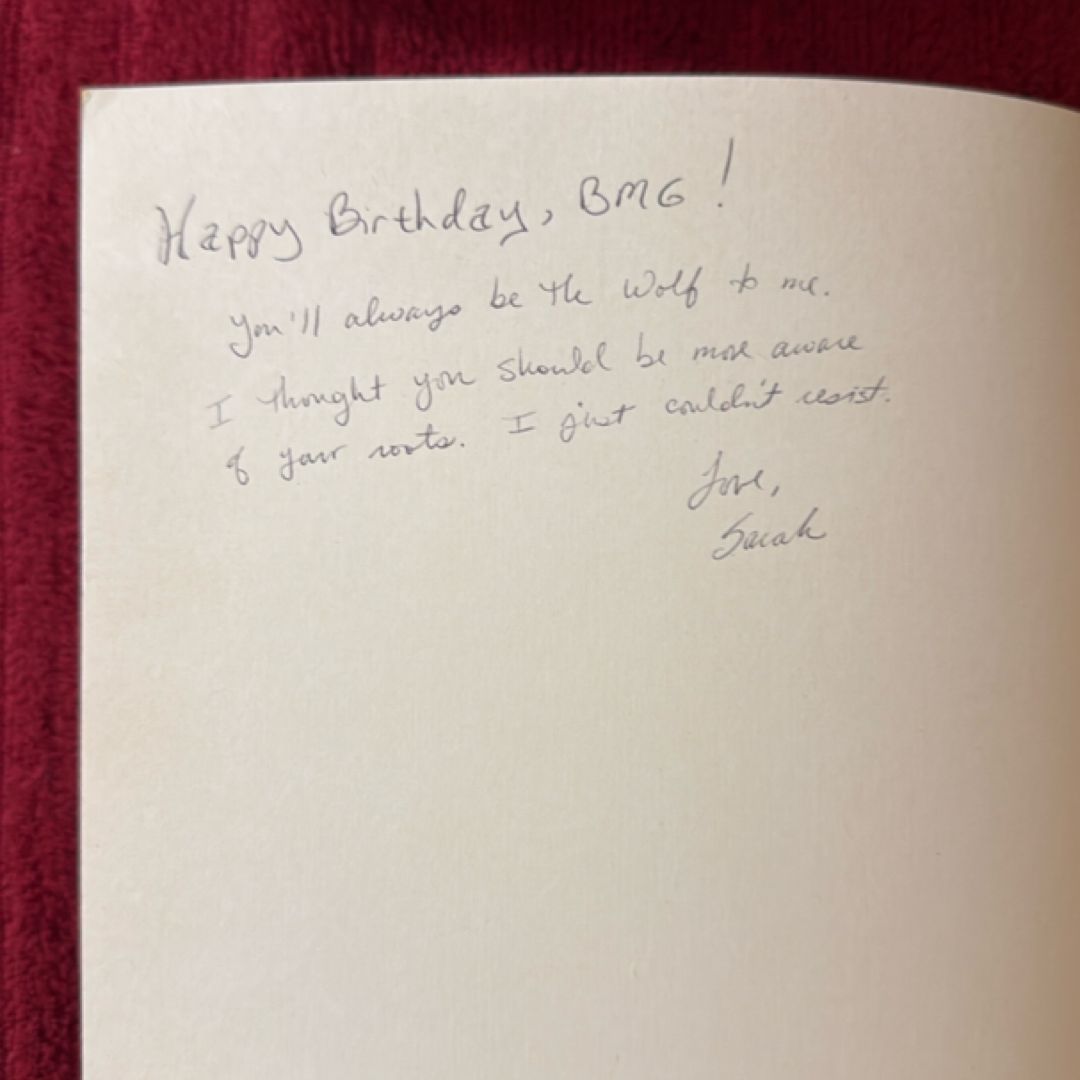 Happy Birthday, BMG!
You'll always be the Wolf to me.
I thought you should be more aware
of your roots. I just couldn't resist.
Love,
Sarah